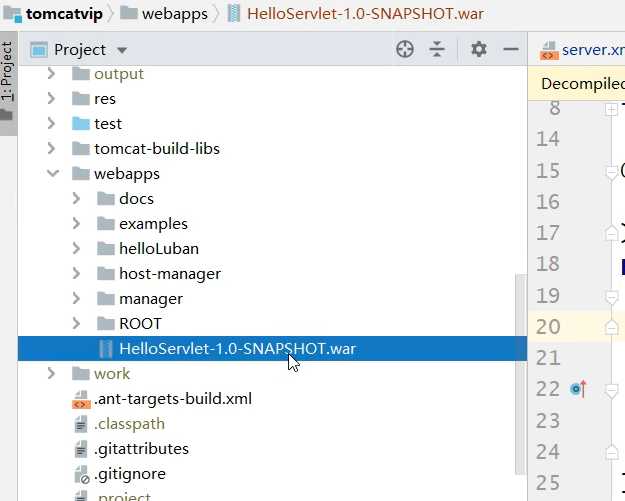 tomcatvip webapps HelloServlet-1.0-SNAPSHOT.war
1: Project
Project
server.xm
output
Decompiled
res
8
test
14
tomcat-build-libs
15
webapps
16
docs
17
examples
18
helloLuban
19
host-manager
20
manager
21
ROOT
22
HelloServlet-1.0-SNAPSHOT.war
23
work
24
.ant-targets-build.xml
25
.classpath
.gitattributes
.gitignore
.project